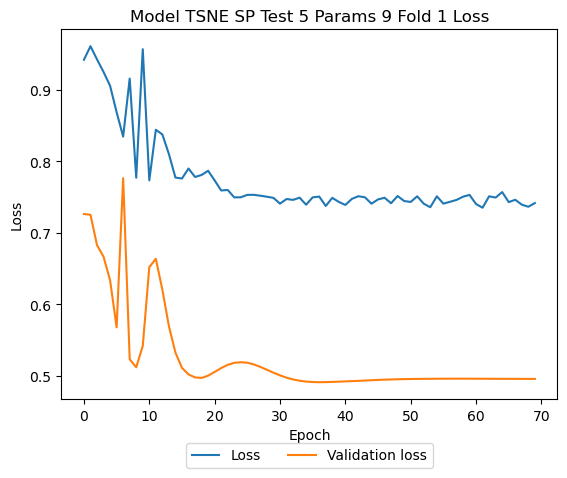 Model TSNE SP Test 5 Params 9 Fold 1 Loss
Loss
0.9
0.8
0.7
0.6
0.5
0 10 20 30 40 50 60 70
Epoch
Loss Validation loss